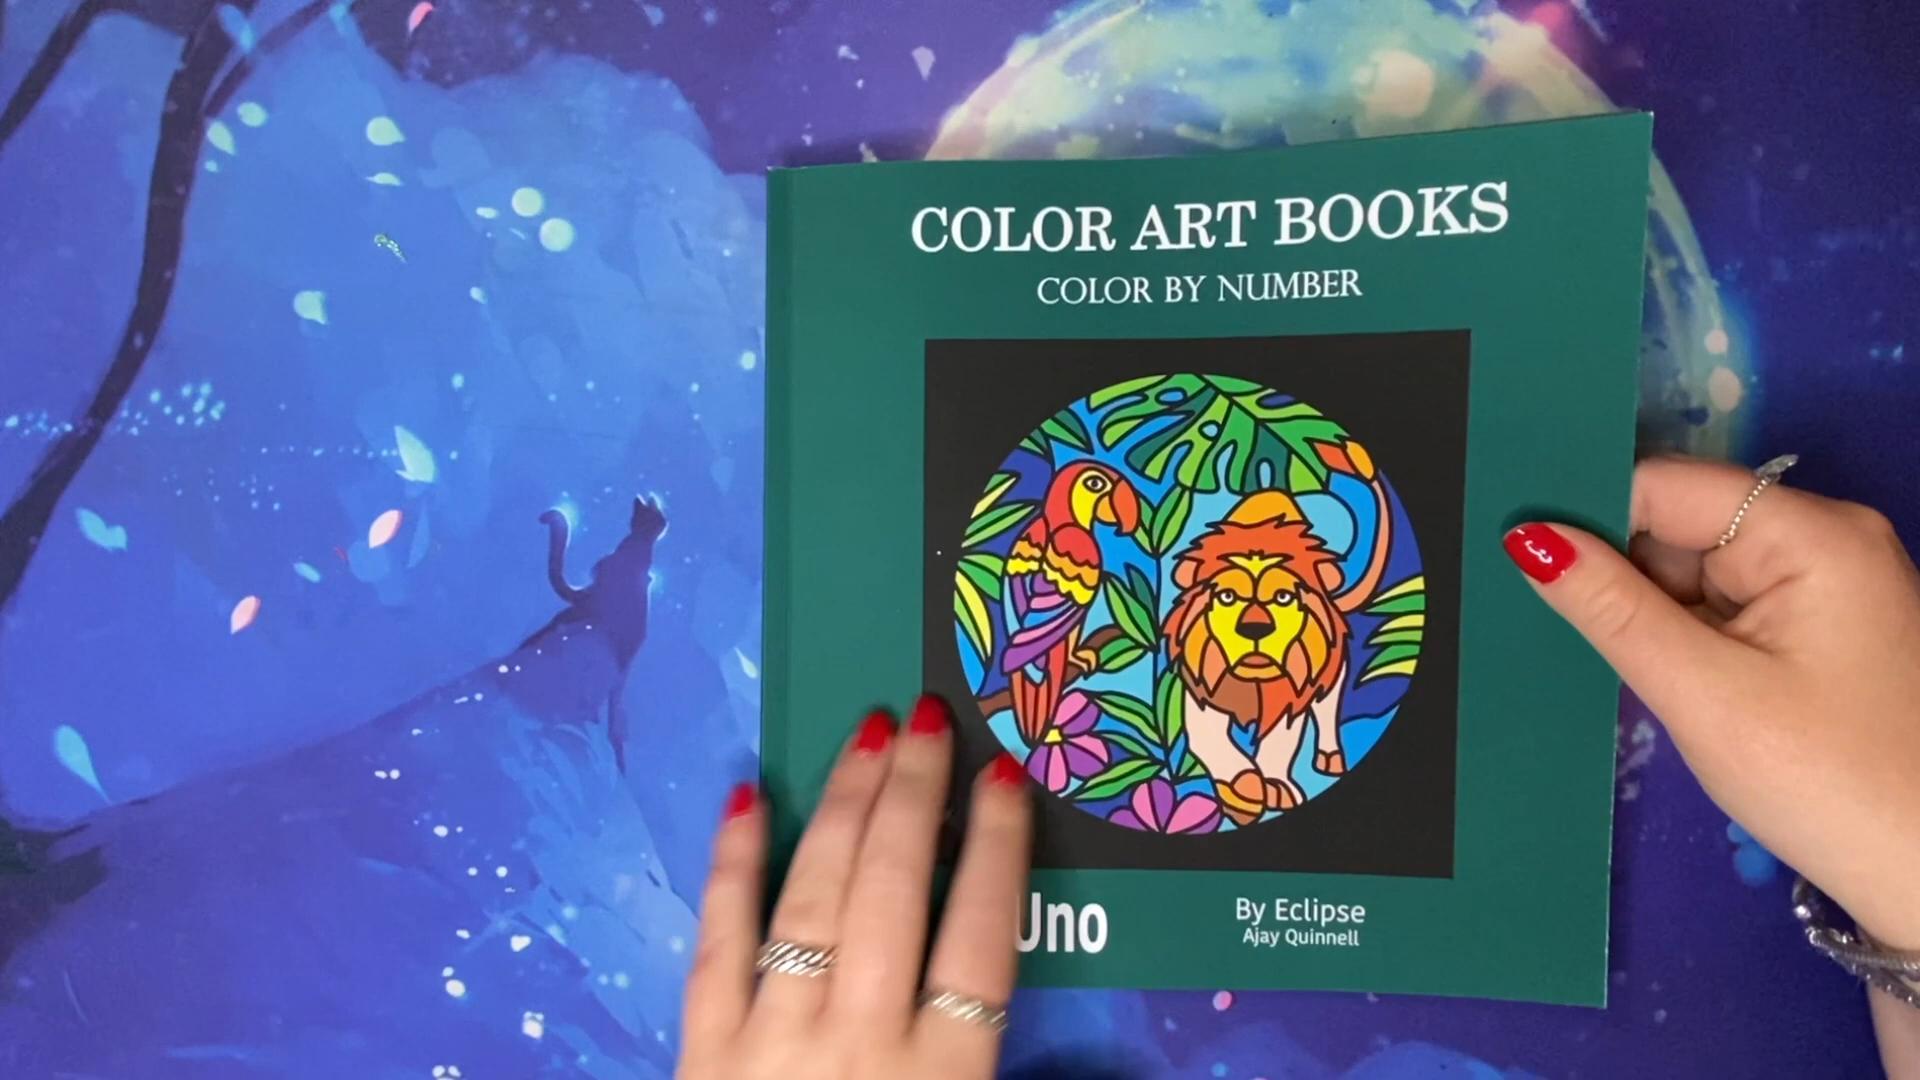 COLOR ART BOOKS
COLOR BY NUMBER
Uno
By Eclipse
Ajay Quinnell